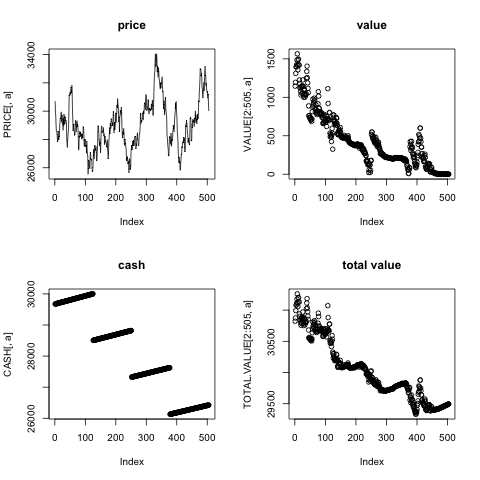 price
PRICE[, a]
26000 30000 34000
0 100 200 300 400 500
Index
value
VALUE[2:505, a]
0 500 1000 1500
0 100 200 300 400 500
Index
cash
CASH[, a]
26000 28000 30000
0 100 200 300 400 500
Index
total value
TOTAL.VALUE[2:505, a]
29500 30500
0 100 200 300 400 500
Index